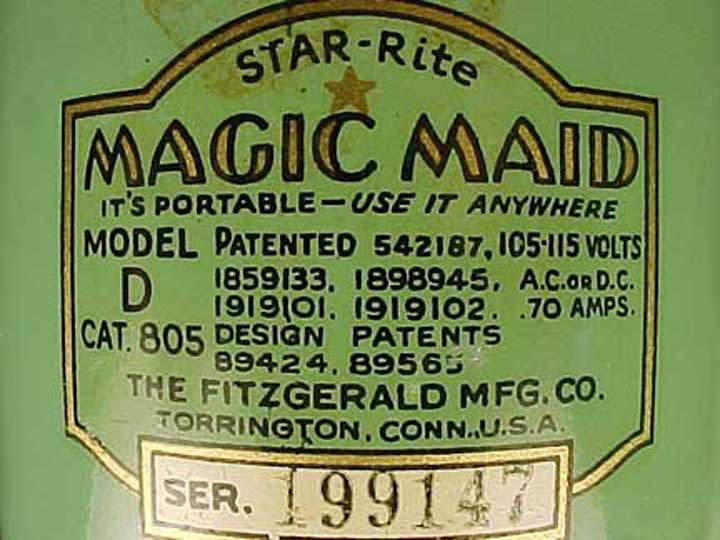 STAR-Rite
MAGIC MAID
IT'S PORTABLE—USE IT ANYWHERE
MODEL PATENTED 542187, 105-115 VOLTS
D 1859133, 1898945, A.C. OR D.C.
1919101, 1919102. .70 AMPS.
CAT. 805 DESIGN PATENTS
89424, 89565
THE FITZGERALD MFG. CO.
TORRINGTON, CONN., U.S.A.
SER. 199147